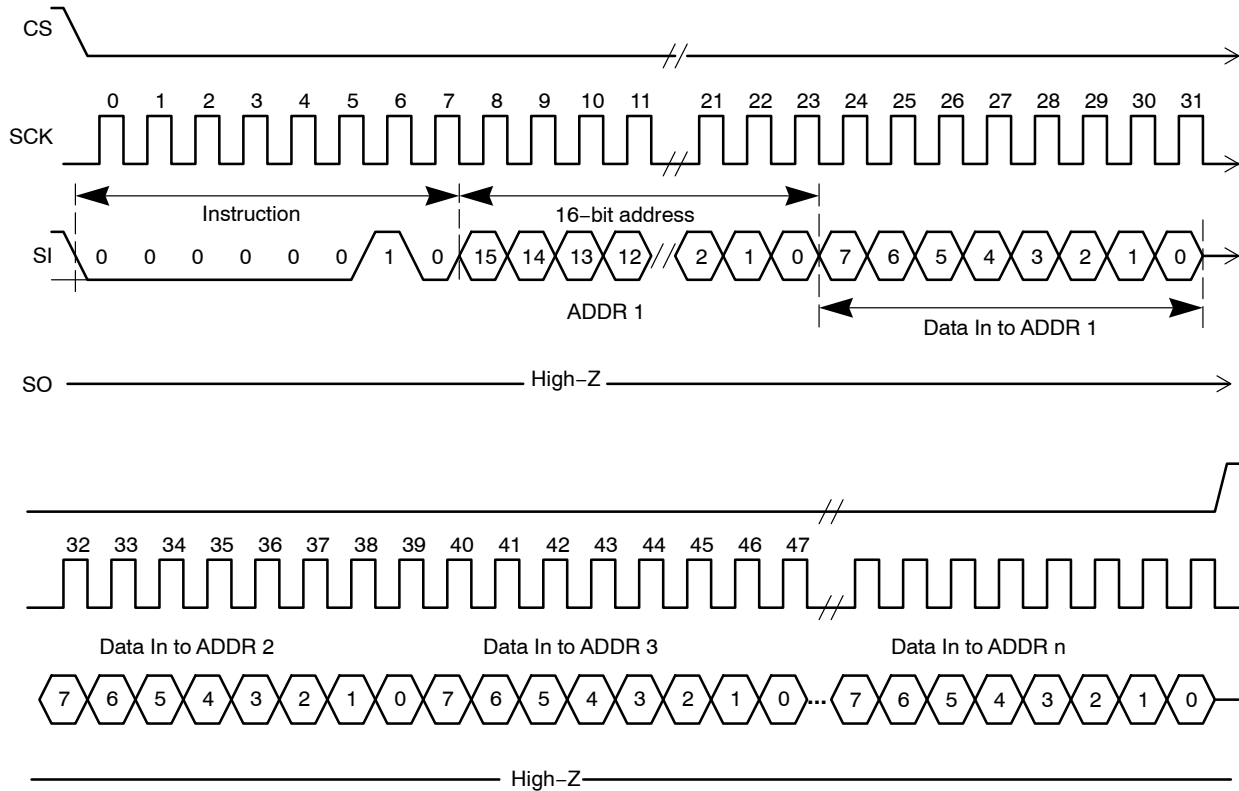 CS
0 1 2 3 4 5 6 7 8 9 10 11 21 22 23 24 25 26 27 28 29 30 31
SCK
Instruction 16−bit address
SI 0 0 0 0 0 0 1 0 15 14 13 12 2 1 0 7 6 5 4 3 2 1 0
ADDR 1
Data In to ADDR 1
SO High−Z
32 33 34 35 36 37 38 39 40 41 42 43 44 45 46 47
Data In to ADDR 2 Data In to ADDR 3 Data In to ADDR n
7 6 5 4 3 2 1 0 7 6 5 4 3 2 1 0 ... 7 6 5 4 3 2 1 0
High−Z